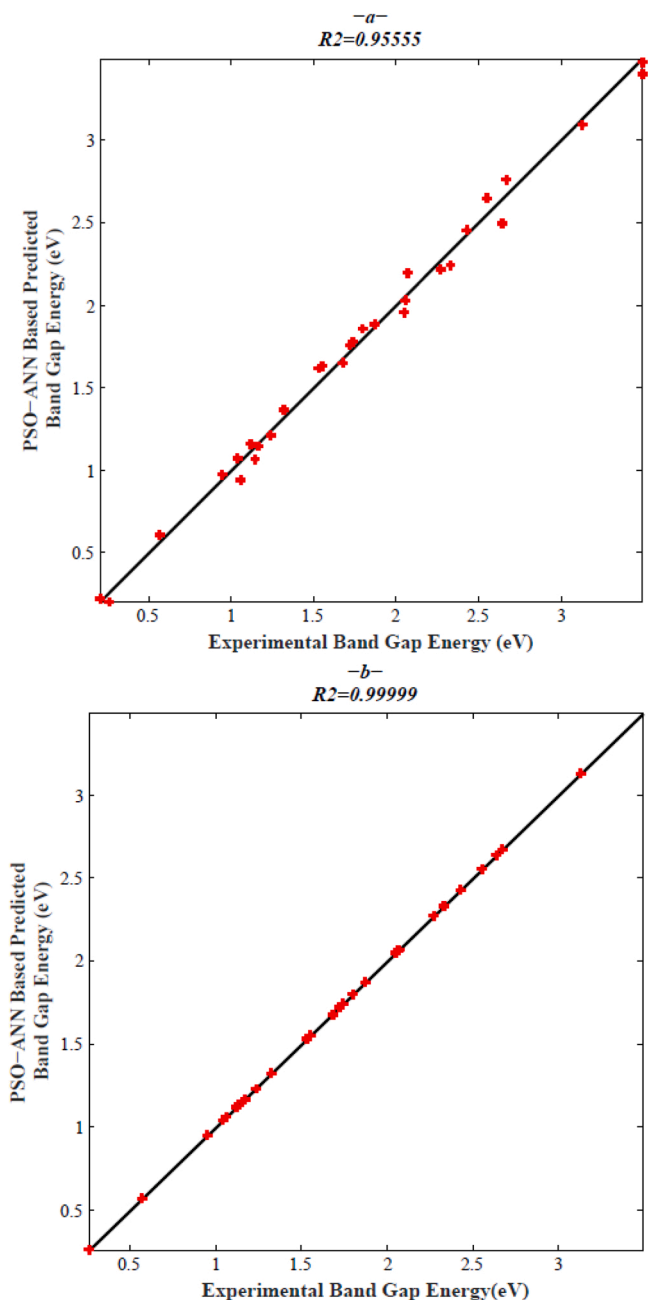 −a−
R2=0.95555
PSO−ANN Based Predicted
Band Gap Energy (eV)
3
2.5
2
1.5
1
0.5
0.5 1 1.5 2 2.5 3
Experimental Band Gap Energy (eV)
−b−
R2=0.99999
PSO−ANN Based Predicted
Band Gap Energy (eV)
3
2.5
2
1.5
1
0.5
0.5 1 1.5 2 2.5 3
Experimental Band Gap Energy(eV)